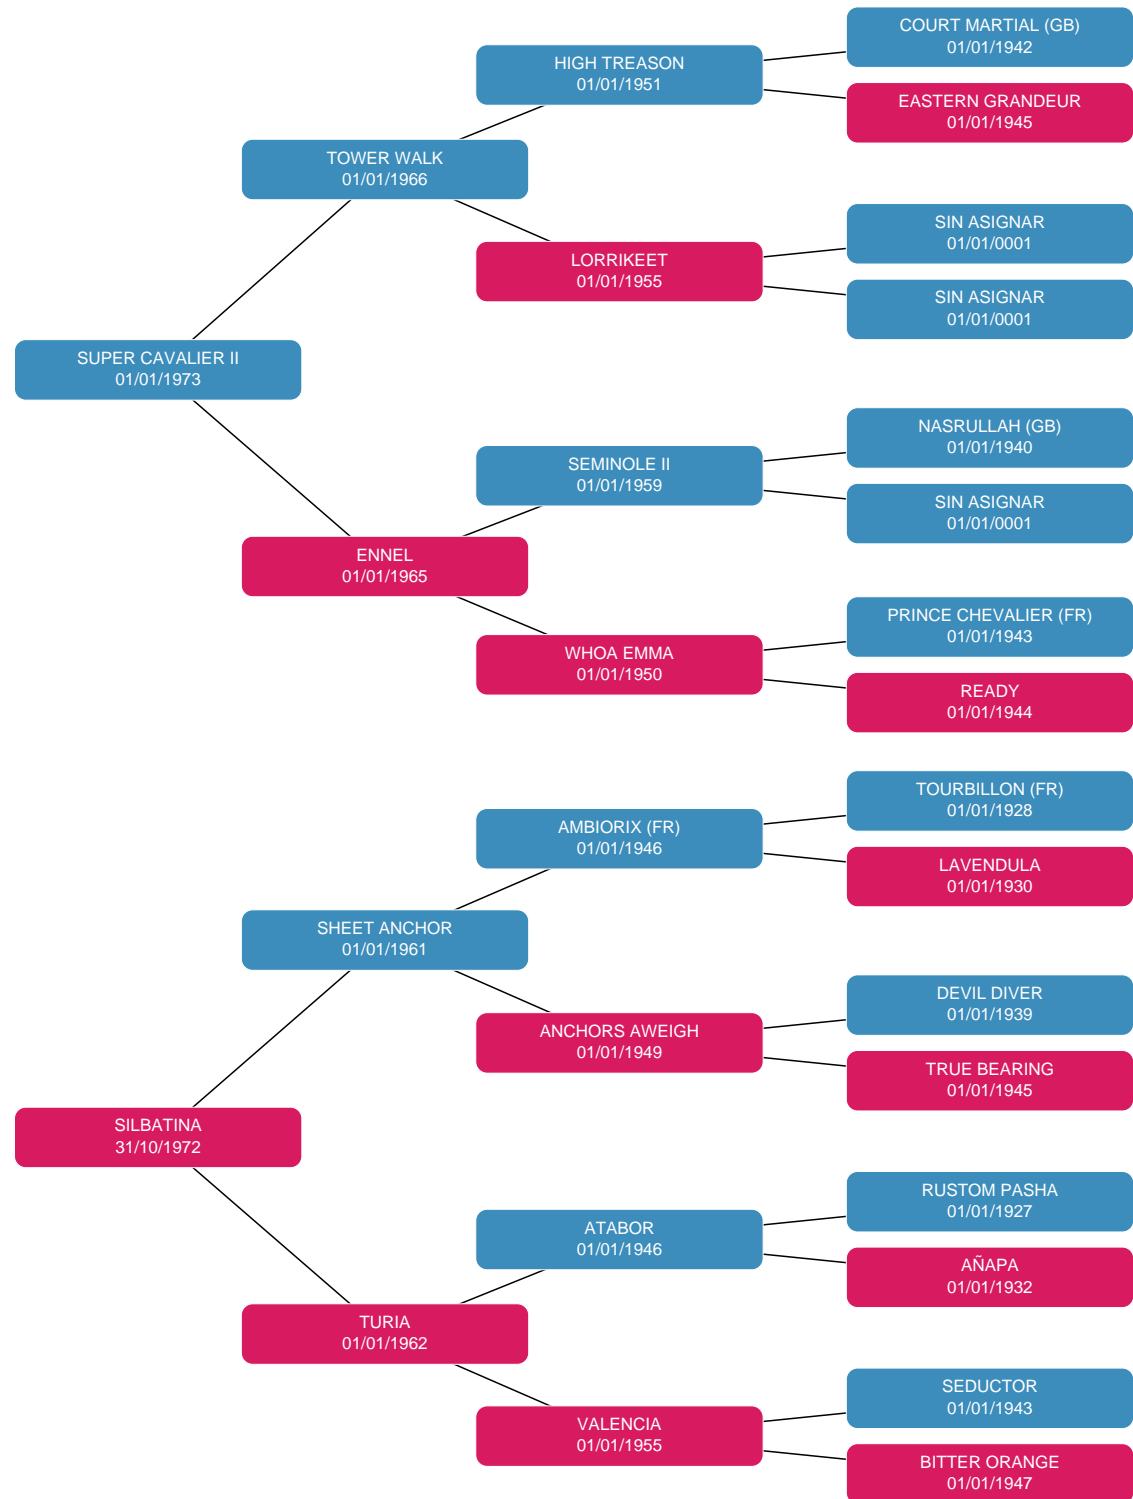 COURT MARTIAL (GB)
01/01/1942
HIGH TREASON
01/01/1951
EASTERN GRANDEUR
01/01/1945
TOWER WALK
01/01/1966
SIN ASIGNAR
01/01/0001
LORRIKEET
01/01/1955
SIN ASIGNAR
01/01/0001
SUPER CAVALIER II
01/01/1973
NASRULLAH (GB)
01/01/1940
SEMINOLE II
01/01/1959
SIN ASIGNAR
01/01/0001
ENNEL
01/01/1965
PRINCE CHEVALIER (FR)
01/01/1943
WHOA EMMA
01/01/1950
READY
01/01/1944
TOURBILLON (FR)
01/01/1928
AMBIORIX (FR)
01/01/1946
LAVENDULA
01/01/1930
SHEET ANCHOR
01/01/1961
DEVIL DIVER
01/01/1939
ANCHORS AWEIGH
01/01/1949
TRUE BEARING
01/01/1945
SILBATINA
31/10/1972
RUSTOM PASHA
01/01/1927
ATABOR
01/01/1946
AÑAPA
01/01/1932
TURIA
01/01/1962
SEDUCTOR
01/01/1943
VALENCIA
01/01/1955
BITTER ORANGE
01/01/1947